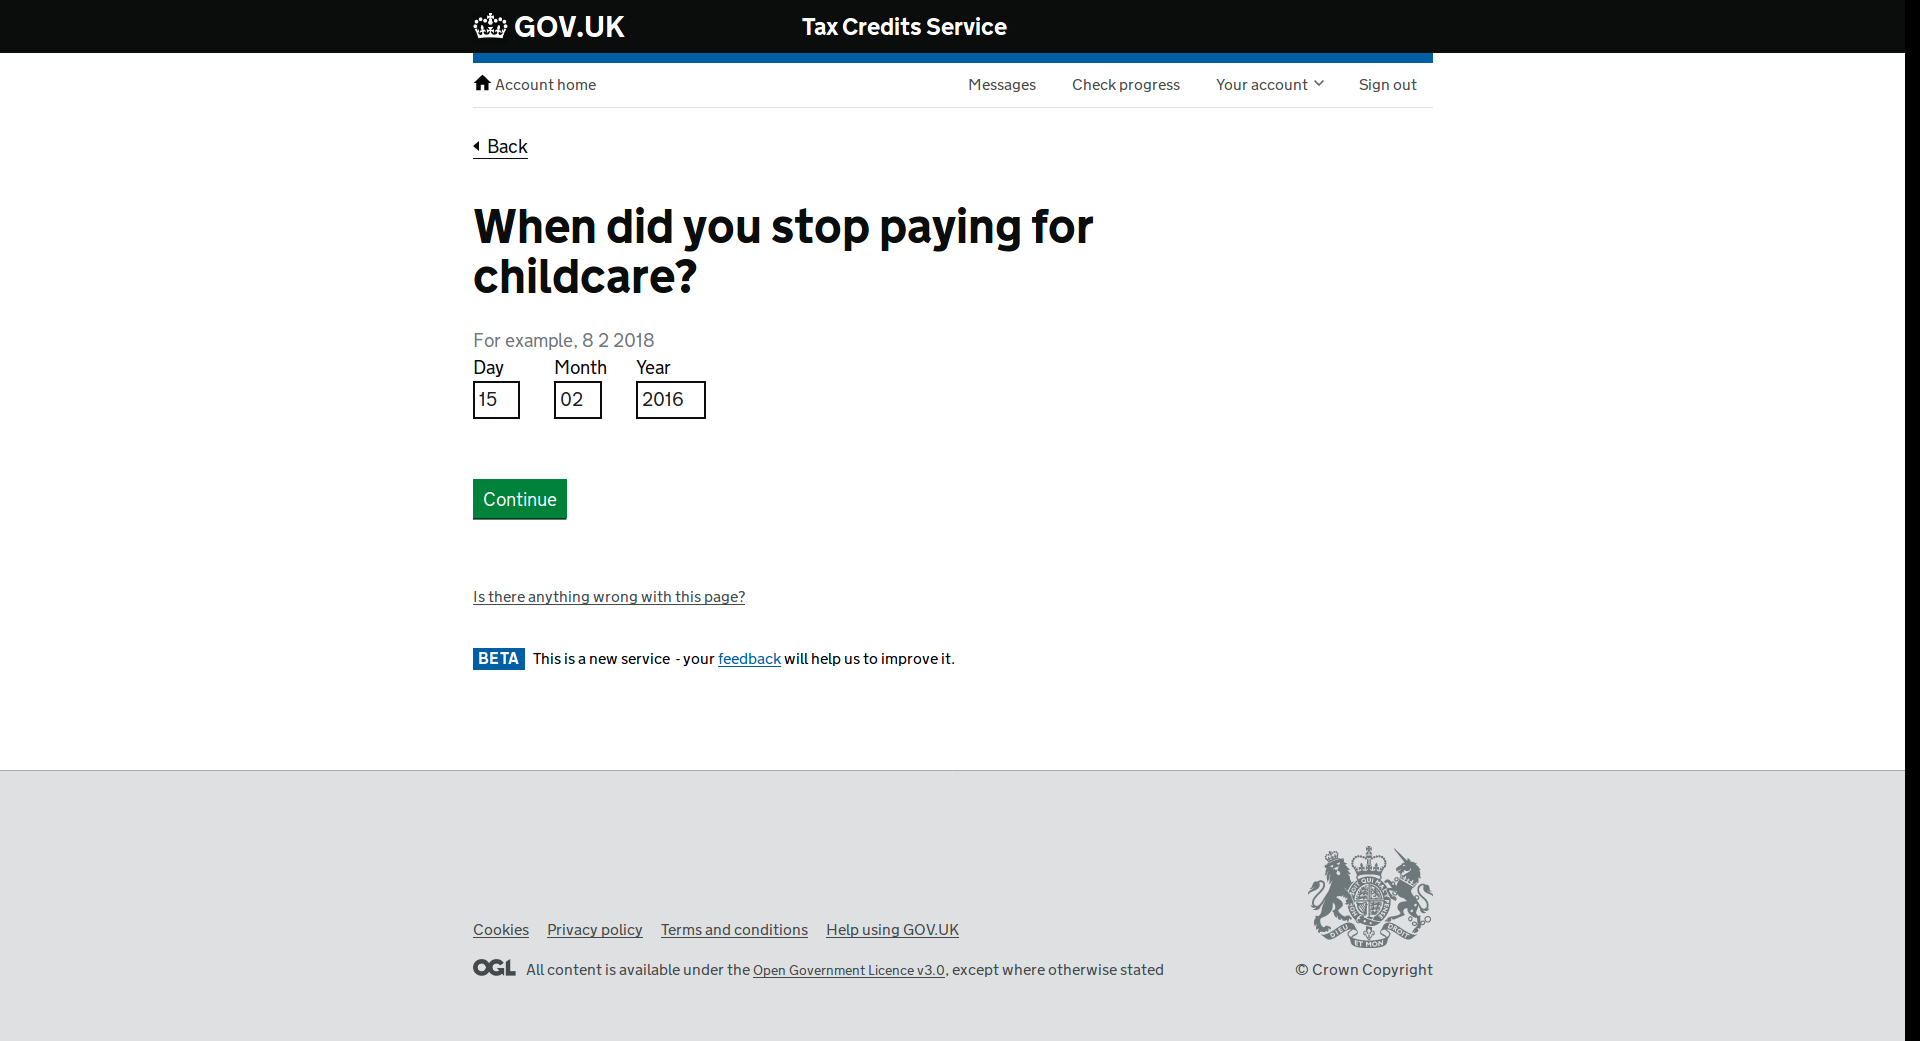 GOV.UK Tax Credits Service
Account home Messages Check progress Your account Sign out
Back
When did you stop paying for
childcare?
For example, 8 2 2018
Day Month Year
15 02 2016
Continue
Is there anything wrong with this page?
BETA This is a new service - your feedback will help us to improve it.
Cookies Privacy policy Terms and conditions Help using GOV.UK
OGL All content is available under the Open Government Licence v3.0, except where otherwise stated
DIEU ET MON DROIT
© Crown Copyright